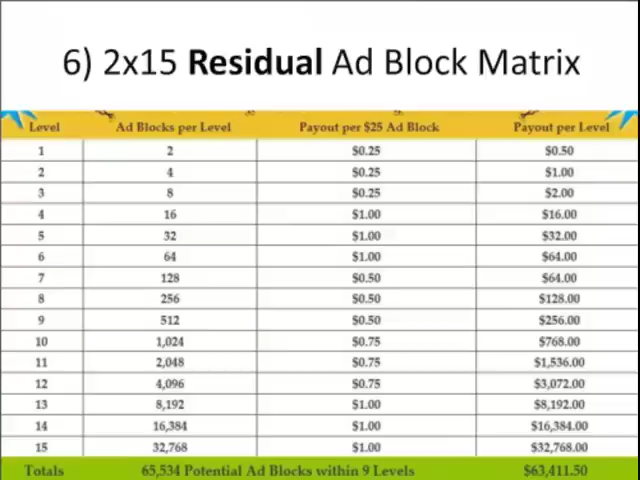 6) 2x15 Residual Ad Block Matrix
Level Ad Blocks per Level Payout per $25 Ad Block Payout per Level
1 2 $0.25 $0.50
2 4 $0.25 $1.00
3 8 $0.25 $2.00
4 16 $1.00 $16.00
5 32 $1.00 $32.00
6 64 $1.00 $64.00
7 128 $0.50 $64.00
8 256 $0.50 $128.00
9 512 $0.50 $256.00
10 1,024 $0.75 $768.00
11 2,048 $0.75 $1,536.00
12 4,096 $0.75 $3,072.00
13 8,192 $1.00 $8,192.00
14 16,384 $1.00 $16,384.00
15 32,768 $1.00 $32,768.00
Totals 65,534 Potential Ad Blocks within 9 Levels $63,411.50